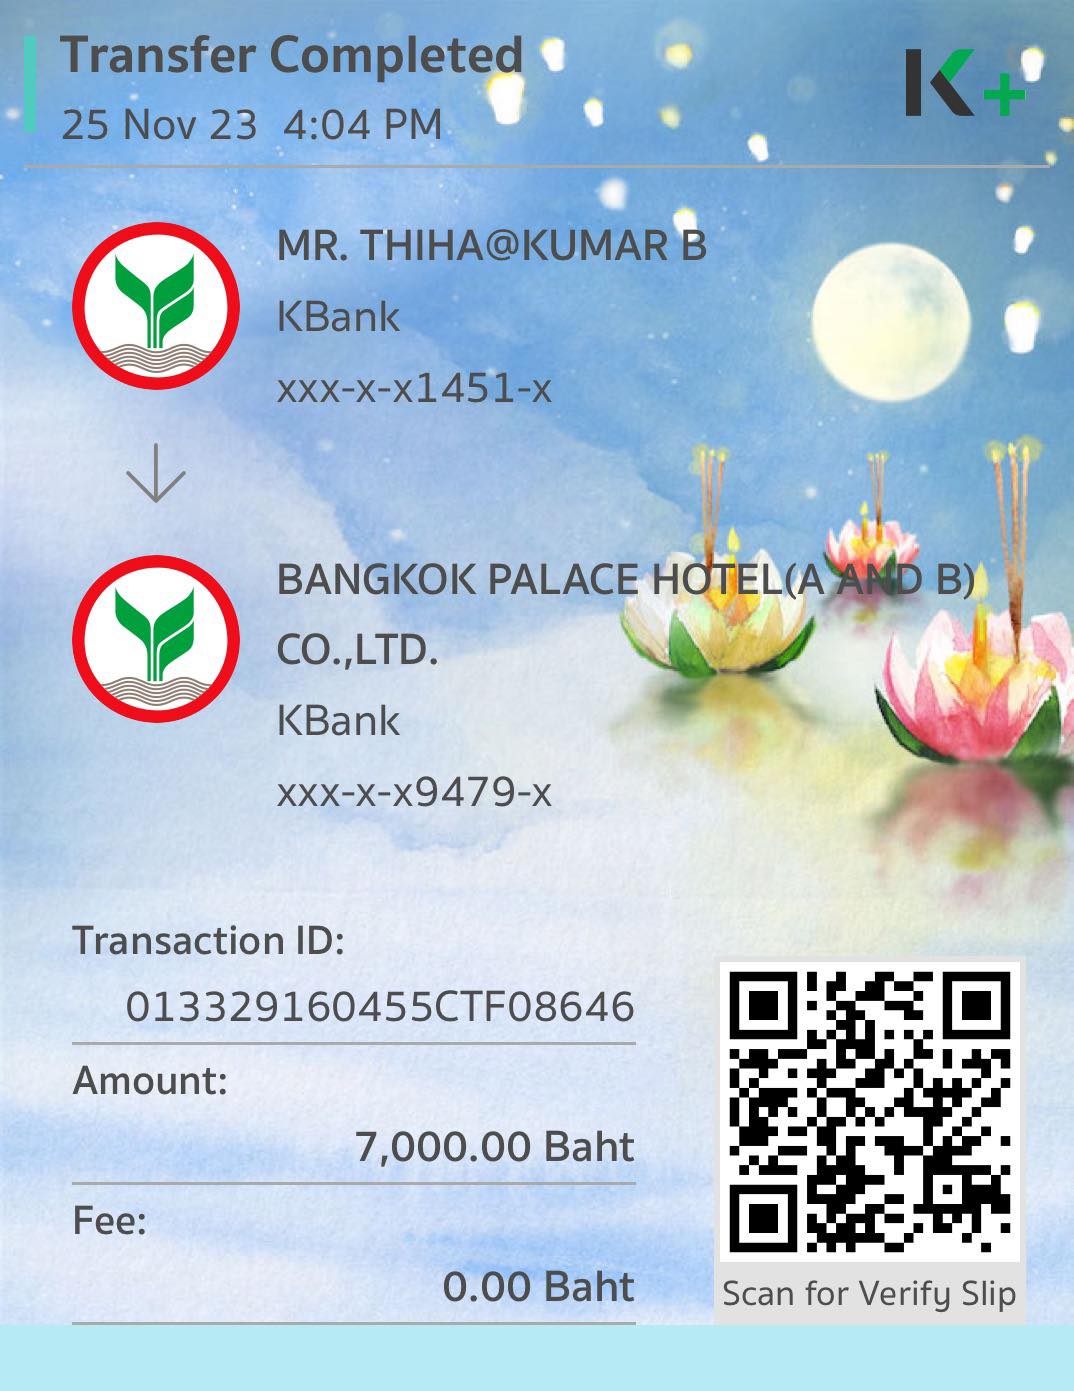 Transfer Completed
25 Nov 23 4:04 PM
K+
MR. THIHA@KUMAR B
KBank
xxx-x-x1451-x
BANGKOK PALACE HOTEL(A AND B)
CO.,LTD.
KBank
xxx-x-x9479-x
Transaction ID:
013329160455CTF08646
Amount:
7,000.00 Baht
Fee:
0.00 Baht
Scan for Verify Slip